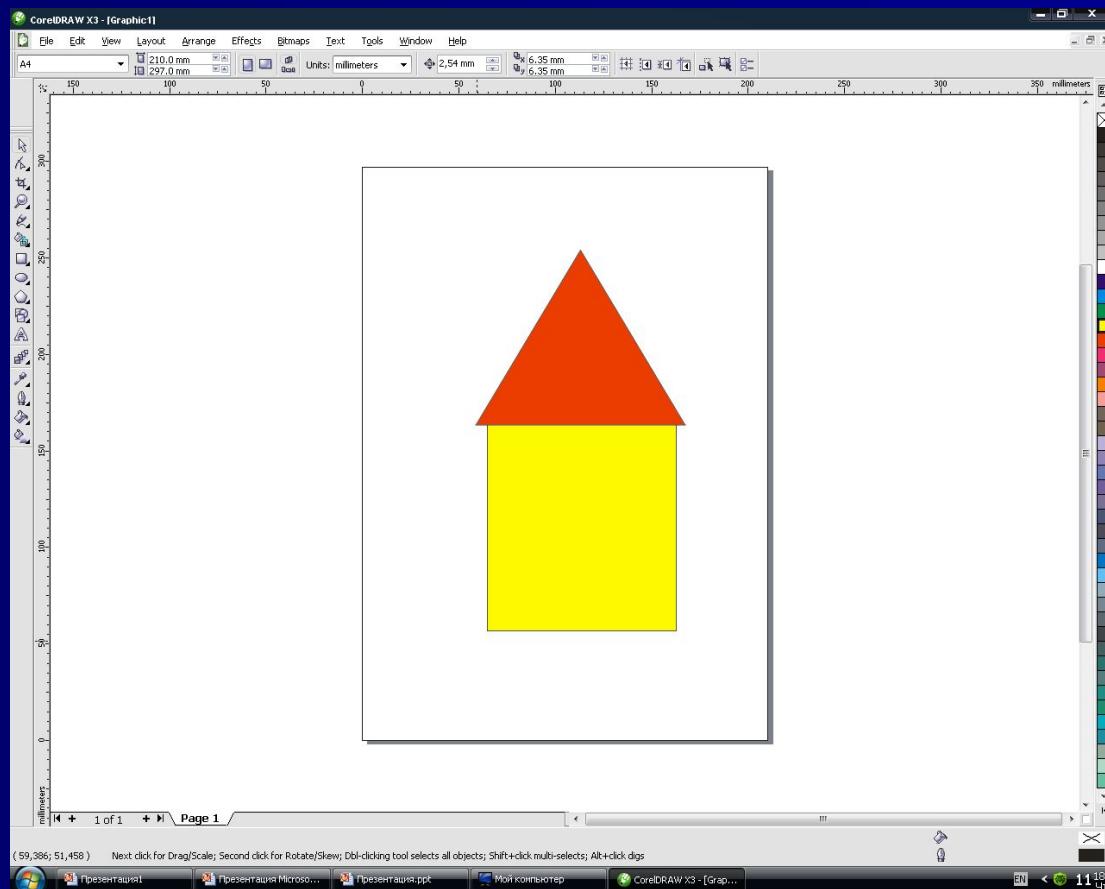 CorelDRAW X3 - [Graphic1]
File Edit View Layout Arrange Effects Bitmaps Text Tools Window Help
A4 210.0 mm 297.0 mm Units: millimeters 2,54 mm 6.35 mm 6.35 mm
150 100 50 0 50 100 150 200 250 300 350 millimeters
300
250
200
150
100
50
0
millimeters
1 of 1 Page 1
( 59,386; 51,458 ) Next click for Drag/Scale; Second click for Rotate/Skew; Dbl-clicking tool selects all objects; Shift+click multi-selects; Alt+click digs
Презентация1 Презентация Microso... Презентация.ppt Мой компьютер CorelDRAW X3 - [Grap... EN